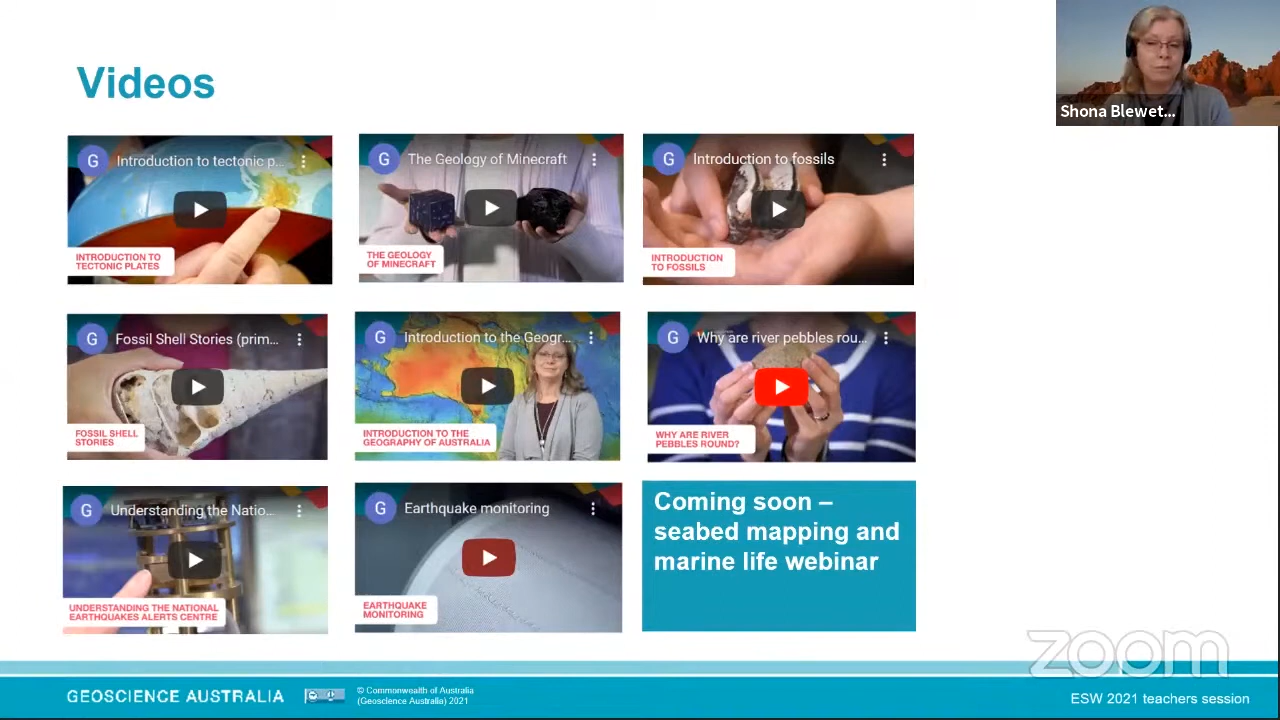 Videos
Shona Blewet...
G Introduction to tectonic p...
INTRODUCTION TO
TECTONIC PLATES
G The Geology of Minecraft
THE GEOLOGY
OF MINECRAFT
G Introduction to fossils
INTRODUCTION
TO FOSSILS
G Fossil Shell Stories (prim...
FOSSIL SHELL
STORIES
G Introduction to the Geogr...
INTRODUCTION TO THE
GEOGRAPHY OF AUSTRALIA
G Why are river pebbles rou...
WHY ARE RIVER
PEBBLES ROUND?
G Understanding the Natio...
UNDERSTANDING THE NATIONAL
EARTHQUAKES ALERTS CENTRE
G Earthquake monitoring
EARTHQUAKE
MONITORING
Coming soon –
seabed mapping and
marine life webinar
zoom
GEOSCIENCE AUSTRALIA
© Commonwealth of Australia
(Geoscience Australia) 2021
ESW 2021 teachers session